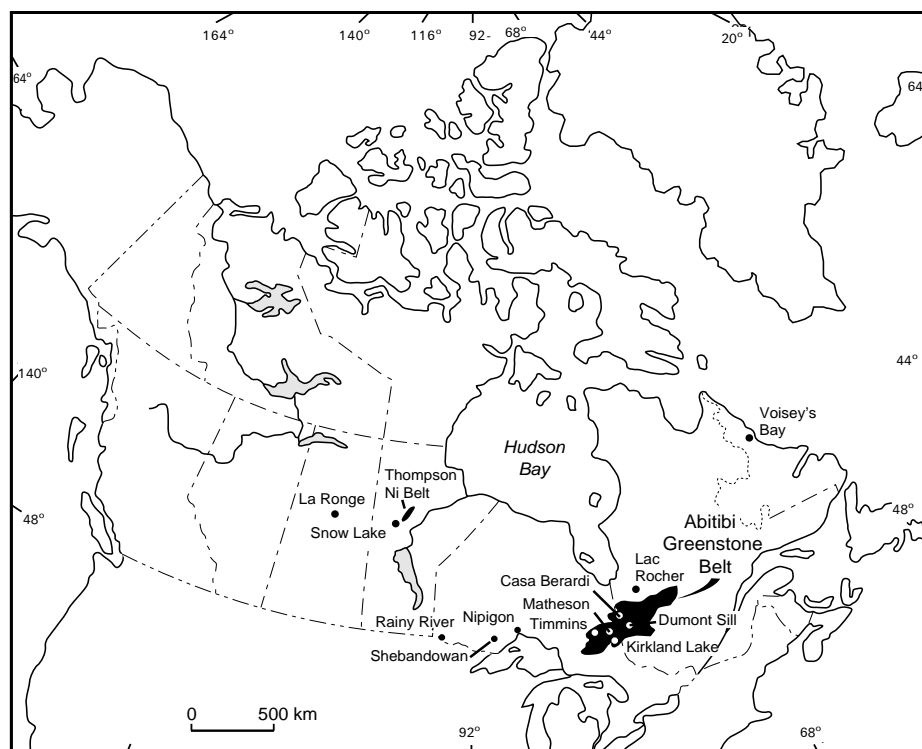 164° 140° 116° 92- 68° 44° 20°
64° 64
140° 44°
Voisey's
Bay
Hudson
Bay
Thompson
Ni Belt
La Ronge
Snow Lake
48° 48°
Abitibi
Greenstone
Belt
Lac
Rocher
Casa Berardi
Matheson
Timmins
Dumont Sill
Kirkland Lake
Rainy River
Nipigon
Shebandowan
0 500 km
92° 68°